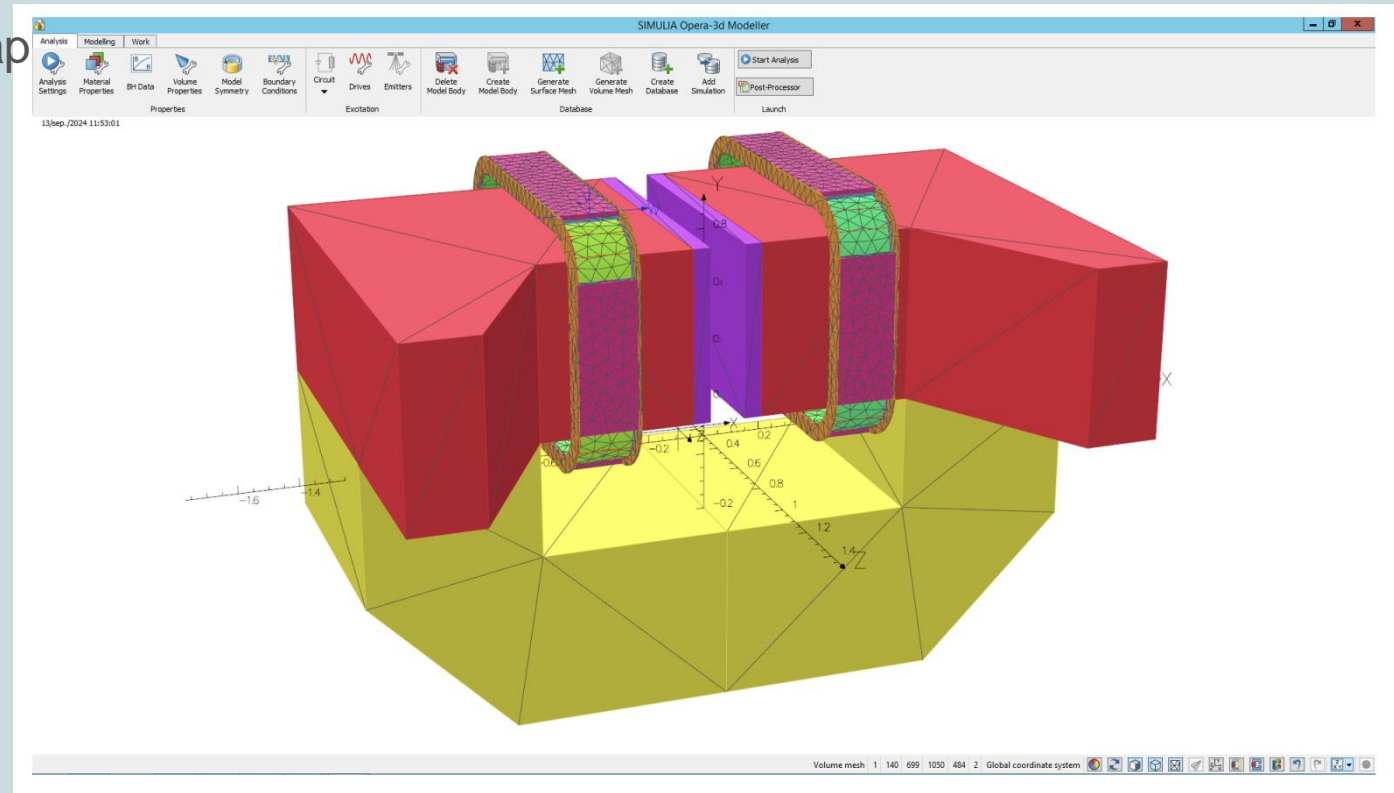 SIMULIA Opera-3d Modeller
ap
Analysis Modelling Work
Analysis Settings
Material Properties
BH Data
Volume Properties
Model Symmetry
Boundary Conditions
Circuit
Drives
Emitters
Delete Model Body
Create Model Body
Generate Surface Mesh
Generate Volume Mesh
Create Database
Add Simulation
Start Analysis
Post-Processor
Properties Excitation Database Launch
13/sep./2024 11:53:01
Y
0.8
X
-0.2 0.2
0.4
0.6
0.8
1
1.2
1.4
Z
-0.2
-1.6 -1.4
Volume mesh 1 140 699 1050 484 2 Global coordinate system